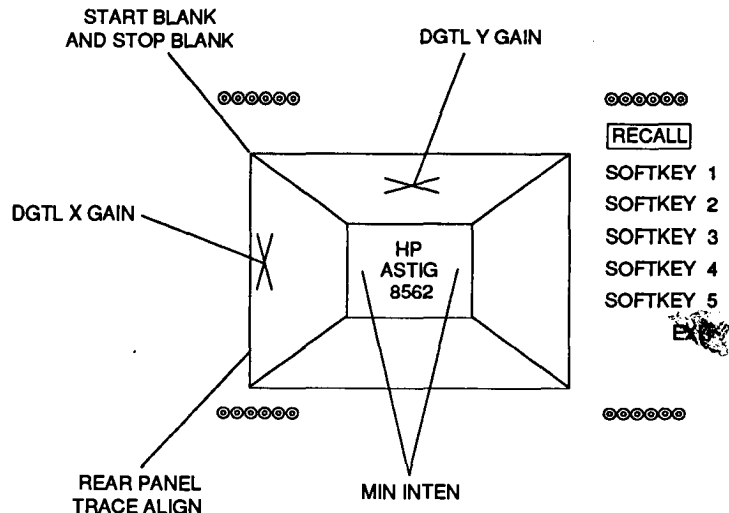 START BLANK
AND STOP BLANK
DGTL Y GAIN
RECALL
SOFTKEY 1
SOFTKEY 2
SOFTKEY 3
SOFTKEY 4
SOFTKEY 5
DGTL X GAIN
HP
ASTIG
8562
REAR PANEL
TRACE ALIGN
MIN INTEN